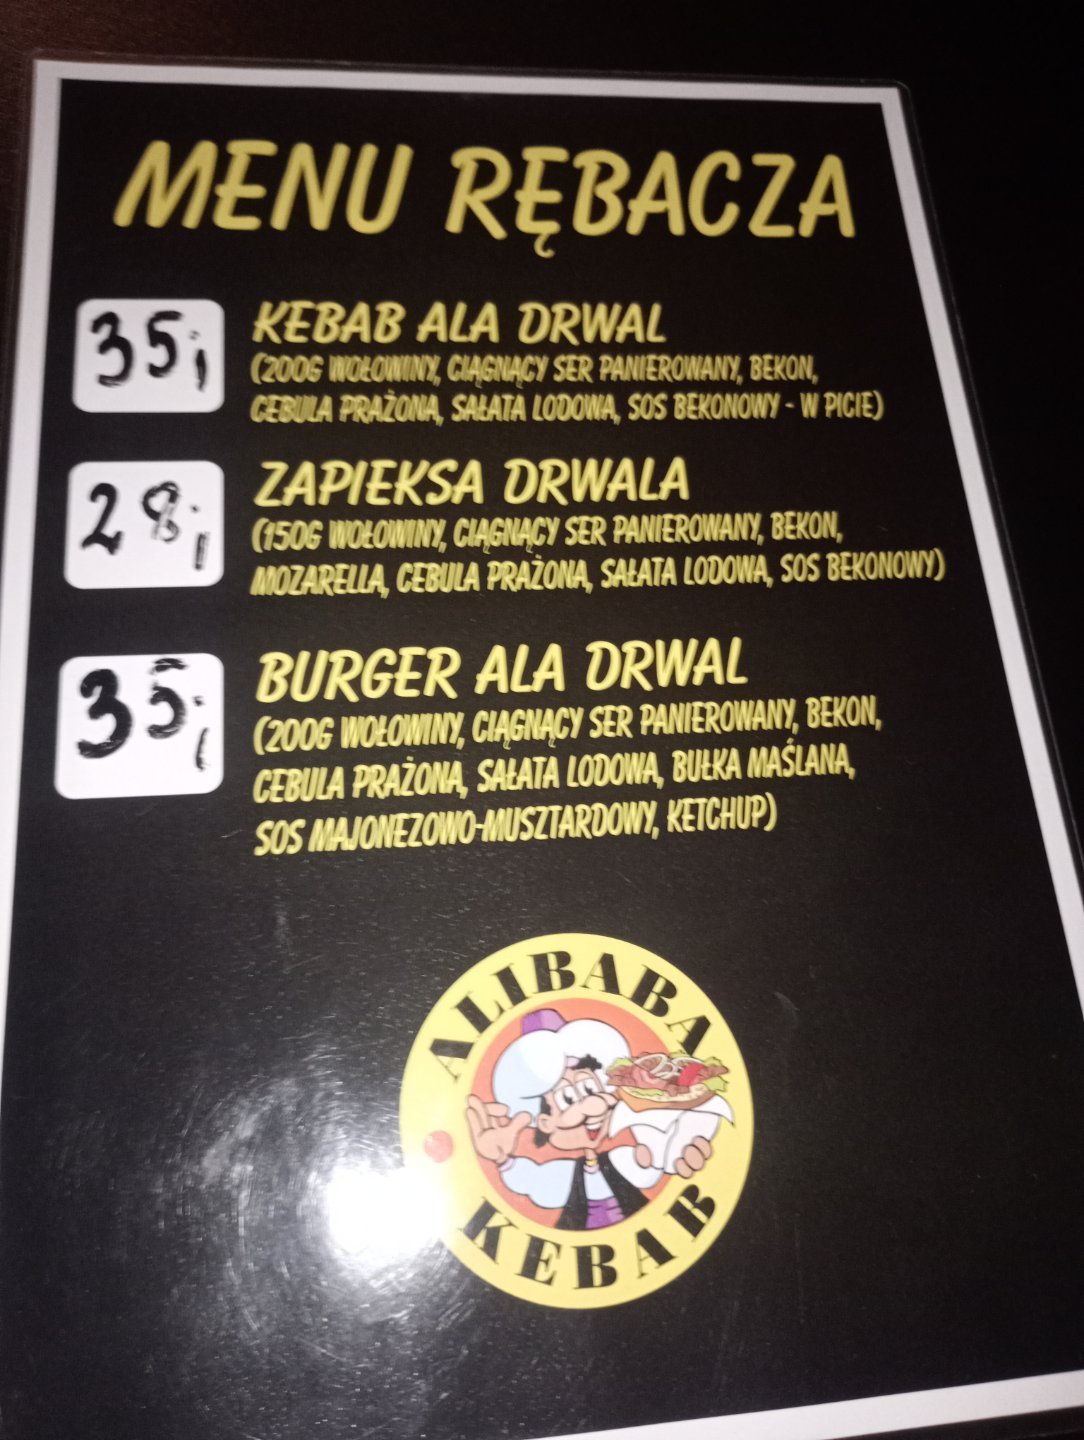 MENU RĘBACZA
35,- KEBAB ALA DRWAL
(200G WOŁOWINY, CIĄGNĄCY SER PANIEROWANY, BEKON,
CEBULA PRAŻONA, SAŁATA LODOWA, SOS BEKONOWY - W PICIE)
28,- ZAPIEKSA DRWALA
(150G WOŁOWINY, CIĄGNĄCY SER PANIEROWANY, BEKON,
MOZARELLA, CEBULA PRAŻONA, SAŁATA LODOWA, SOS BEKONOWY)
35,- BURGER ALA DRWAL
(200G WOŁOWINY, CIĄGNĄCY SER PANIEROWANY, BEKON,
CEBULA PRAŻONA, SAŁATA LODOWA, BUŁKA MAŚLANA,
SOS MAJONEZOWO-MUSZTARDOWY, KETCHUP)
ALIBABA
KEBAB